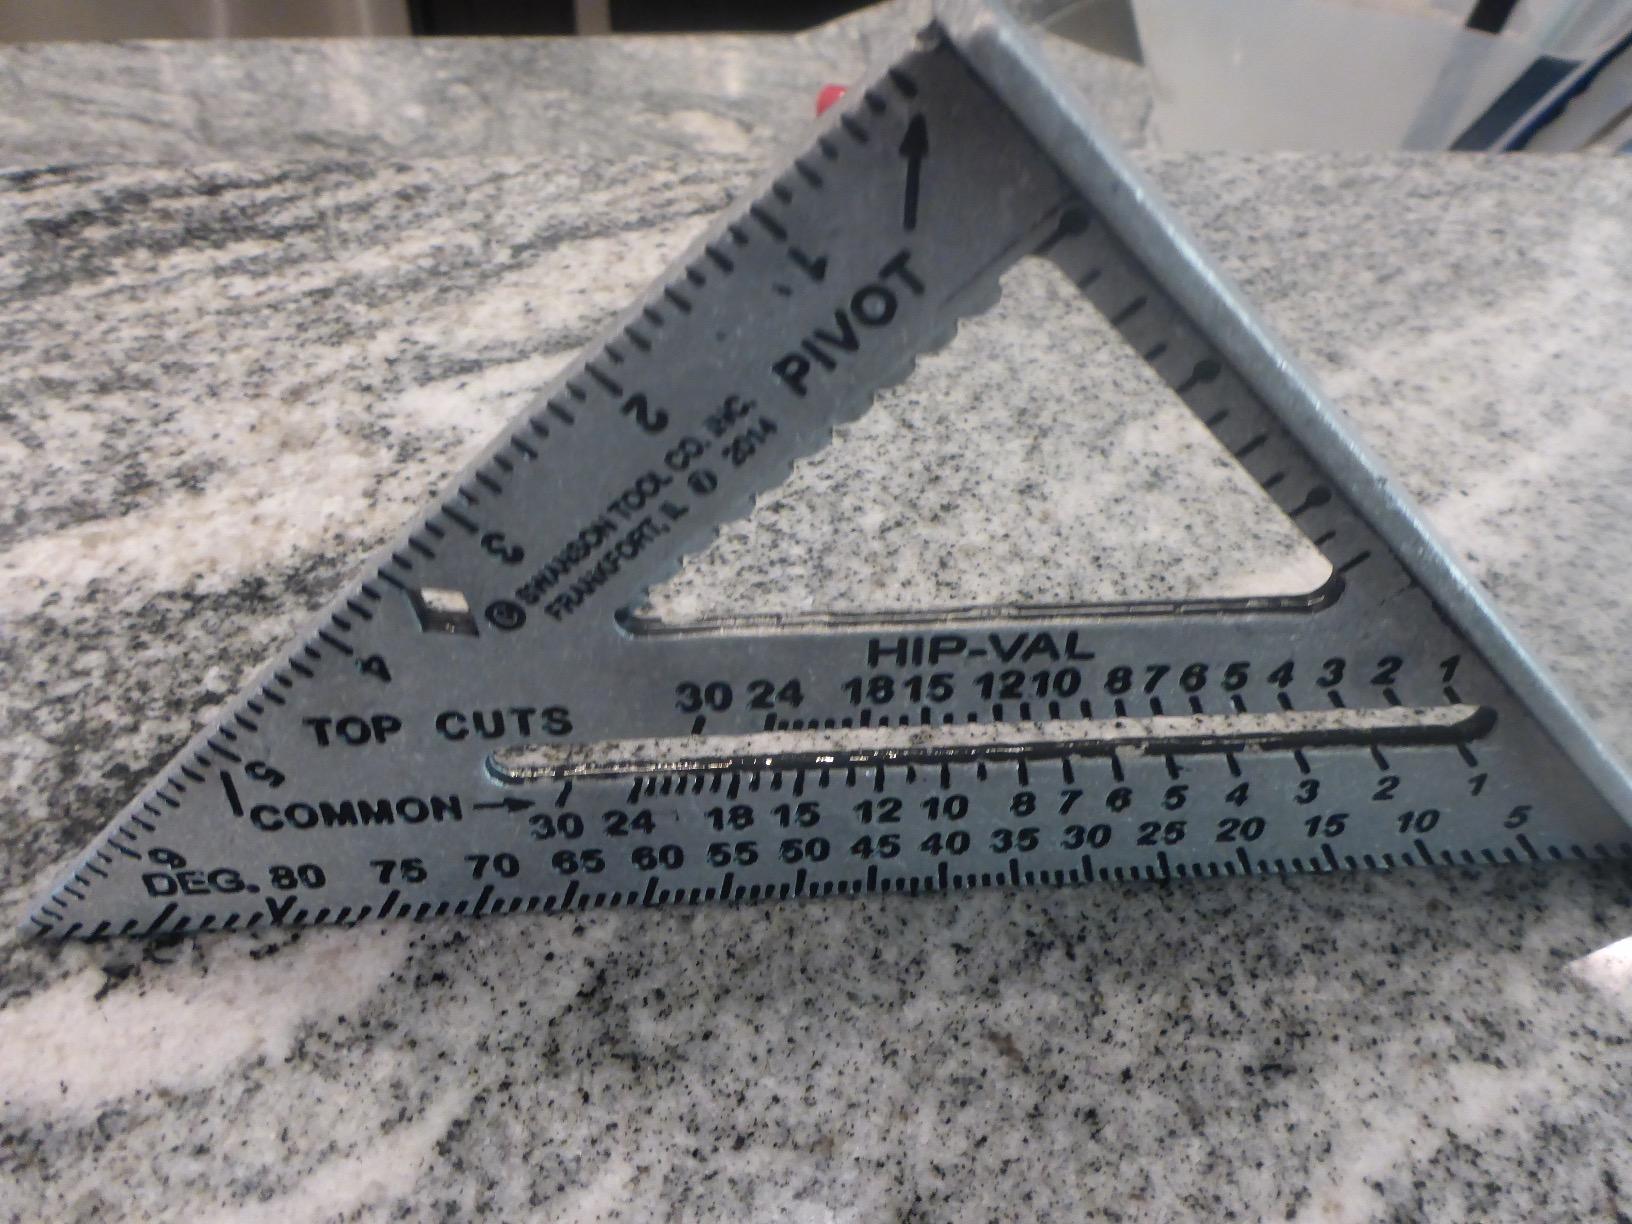 PIVOT
1
2
3
4
5
6
© SWANSON TOOL CO. INC.
FRANKFORT, IL 2014
HIP-VAL
30 24 18 15 12 10 8 7 6 5 4 3 2 1
TOP CUTS
COMMON
30 24 18 15 12 10 8 7 6 5 4 3 2 1
DEG. 80 75 70 65 60 55 50 45 40 35 30 25 20 15 10 5